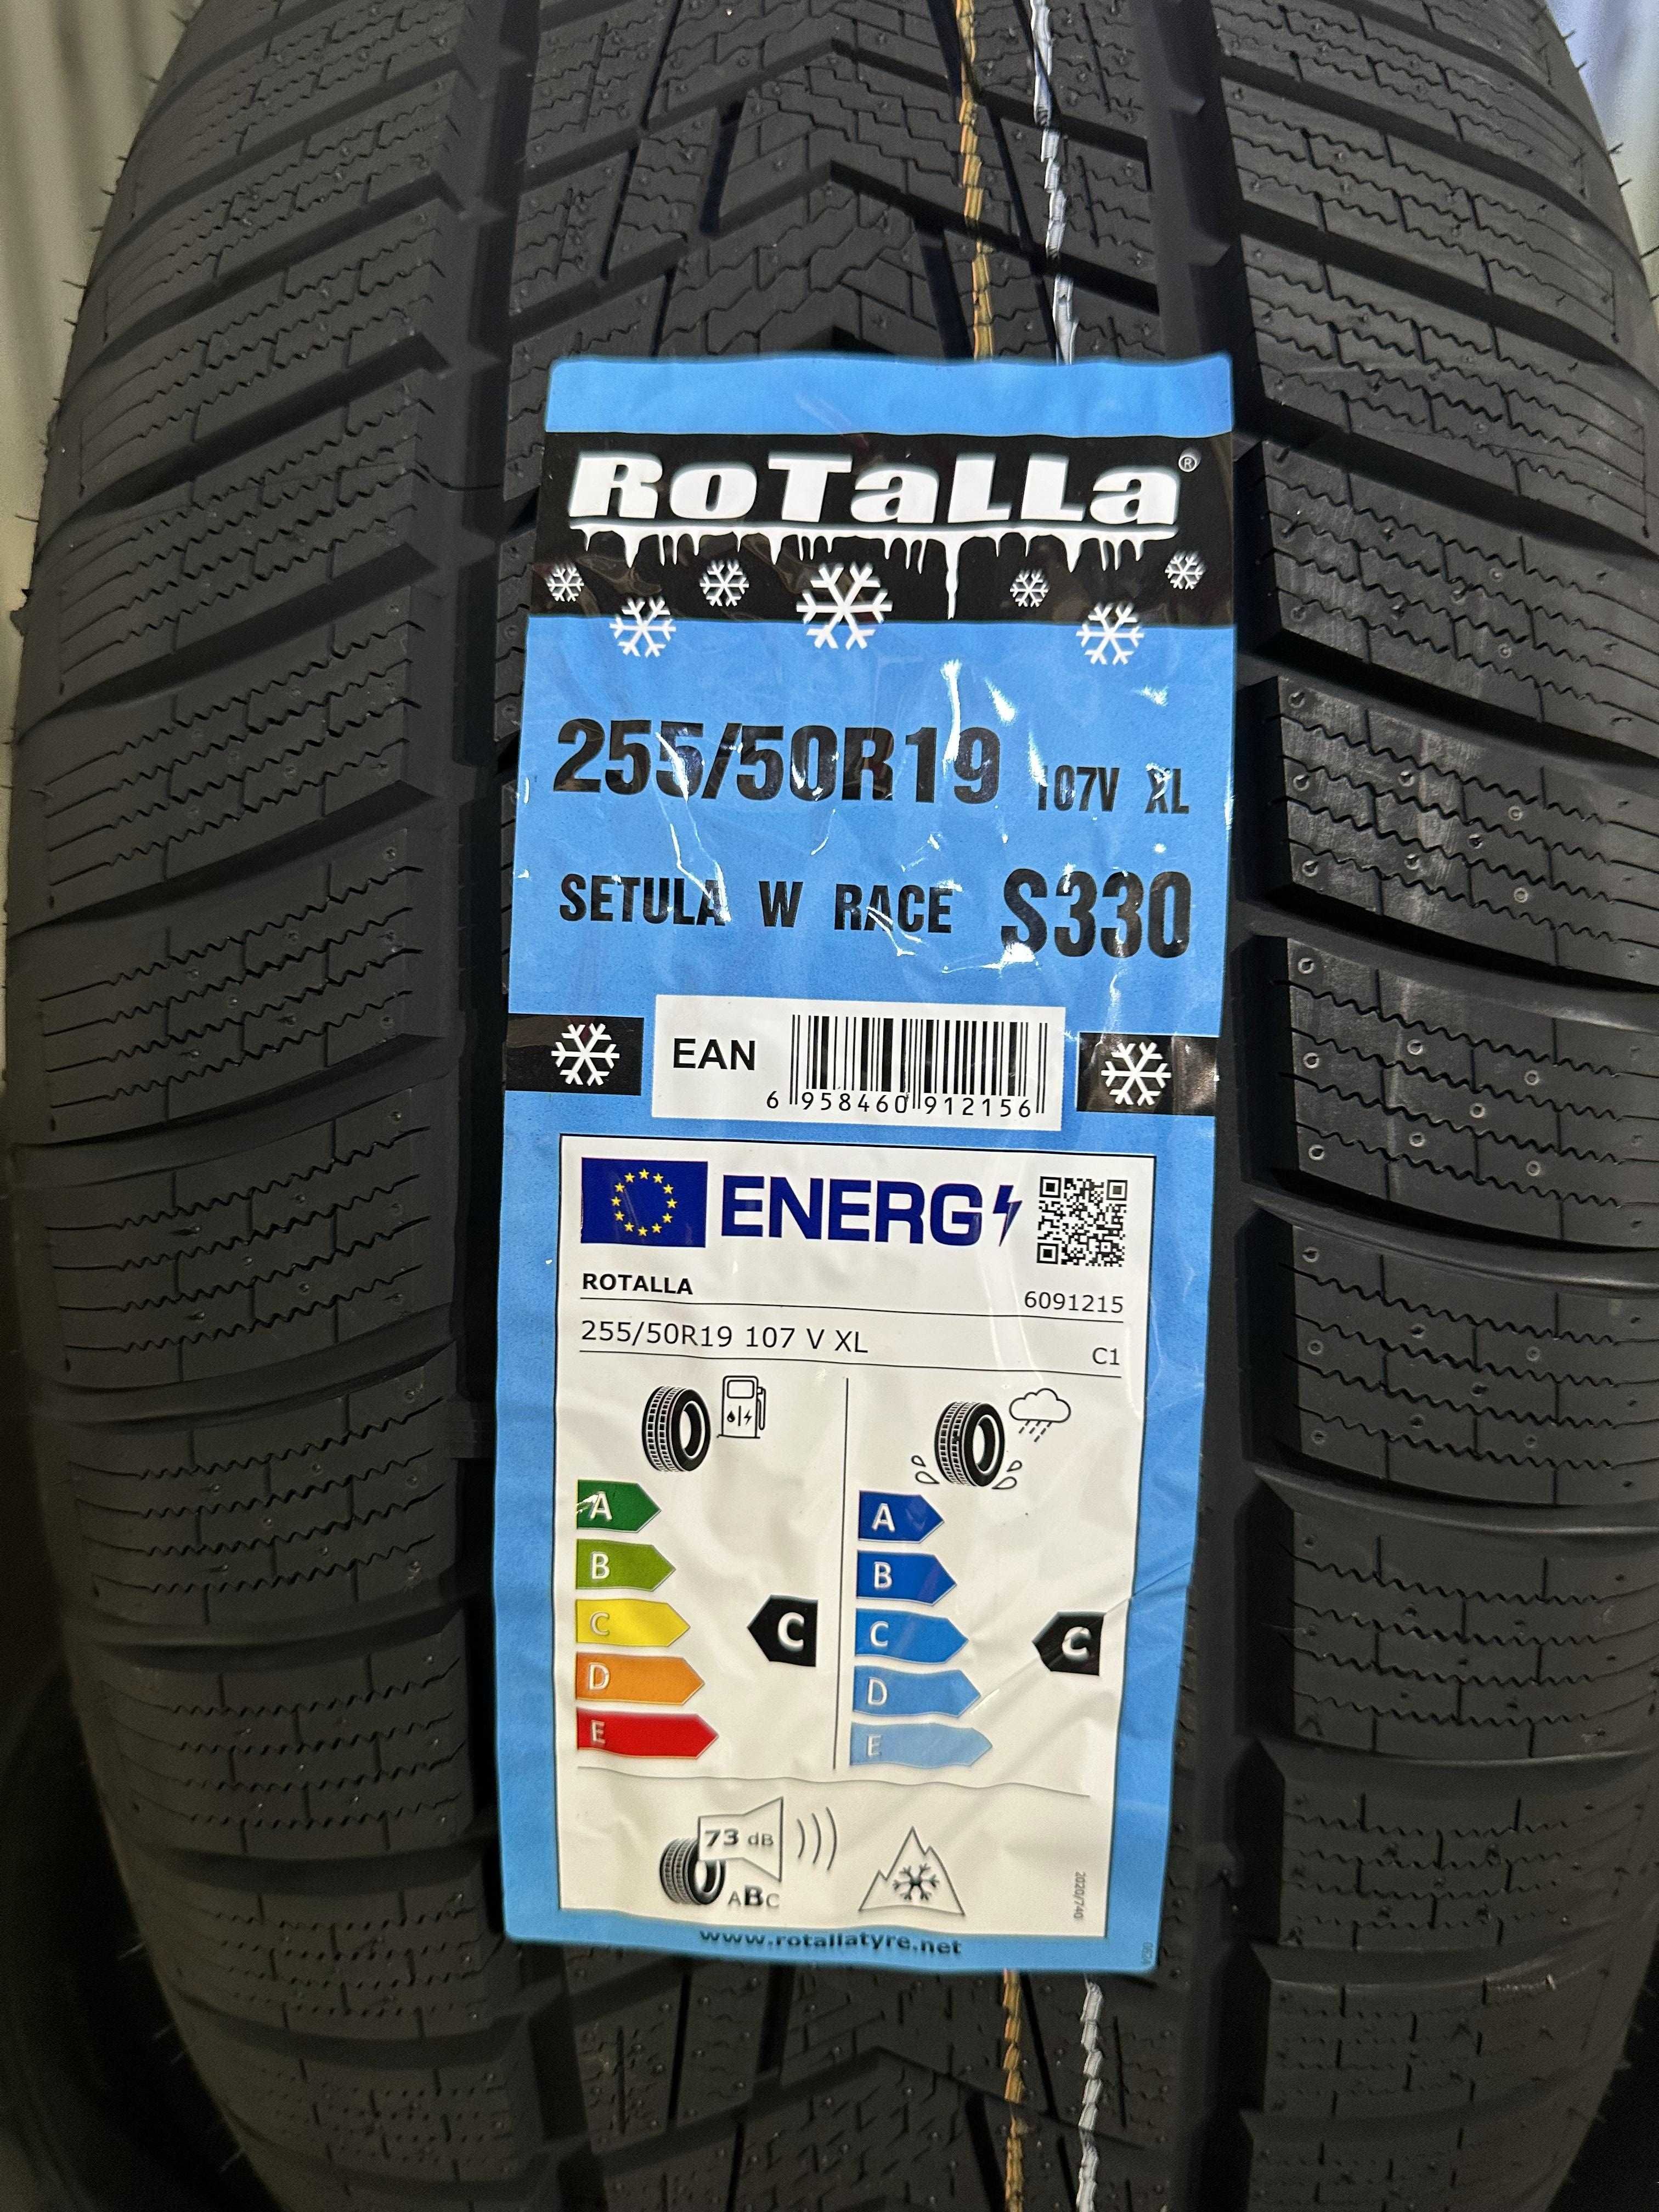 RoTaLLa®
255/50R19 107V XL
SETULA W RACE S330
EAN
6 958460 912156
ENERG
ROTALLA
6091215
255/50R19 107 V XL
C1
A
B
C
D
E
C
A
B
C
D
E
C
73 dB
ABC
2020/740
www.rotallatyre.net